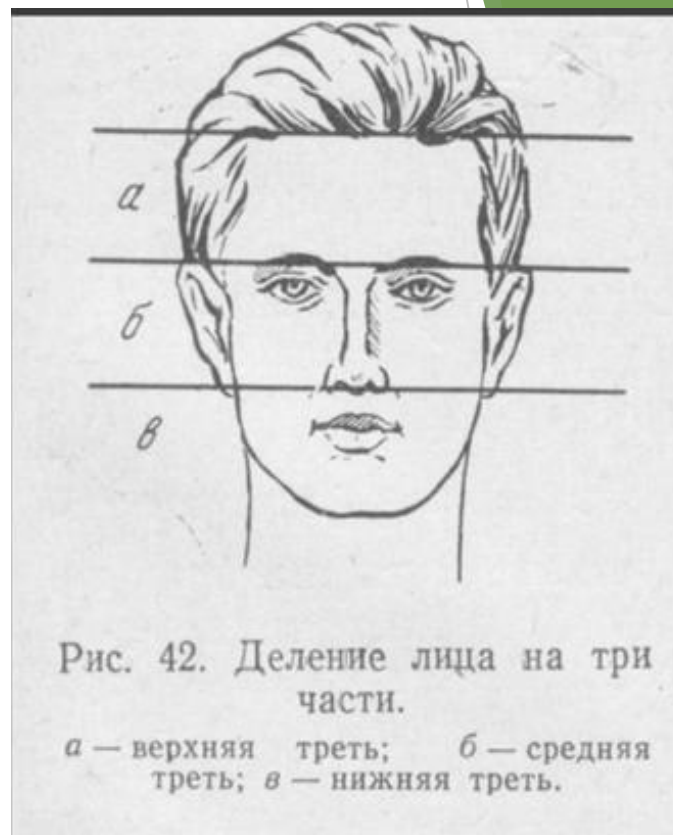 а
б
в
Рис. 42. Деление лица на три
части.
а — верхняя треть; б — средняя
треть; в — нижняя треть.